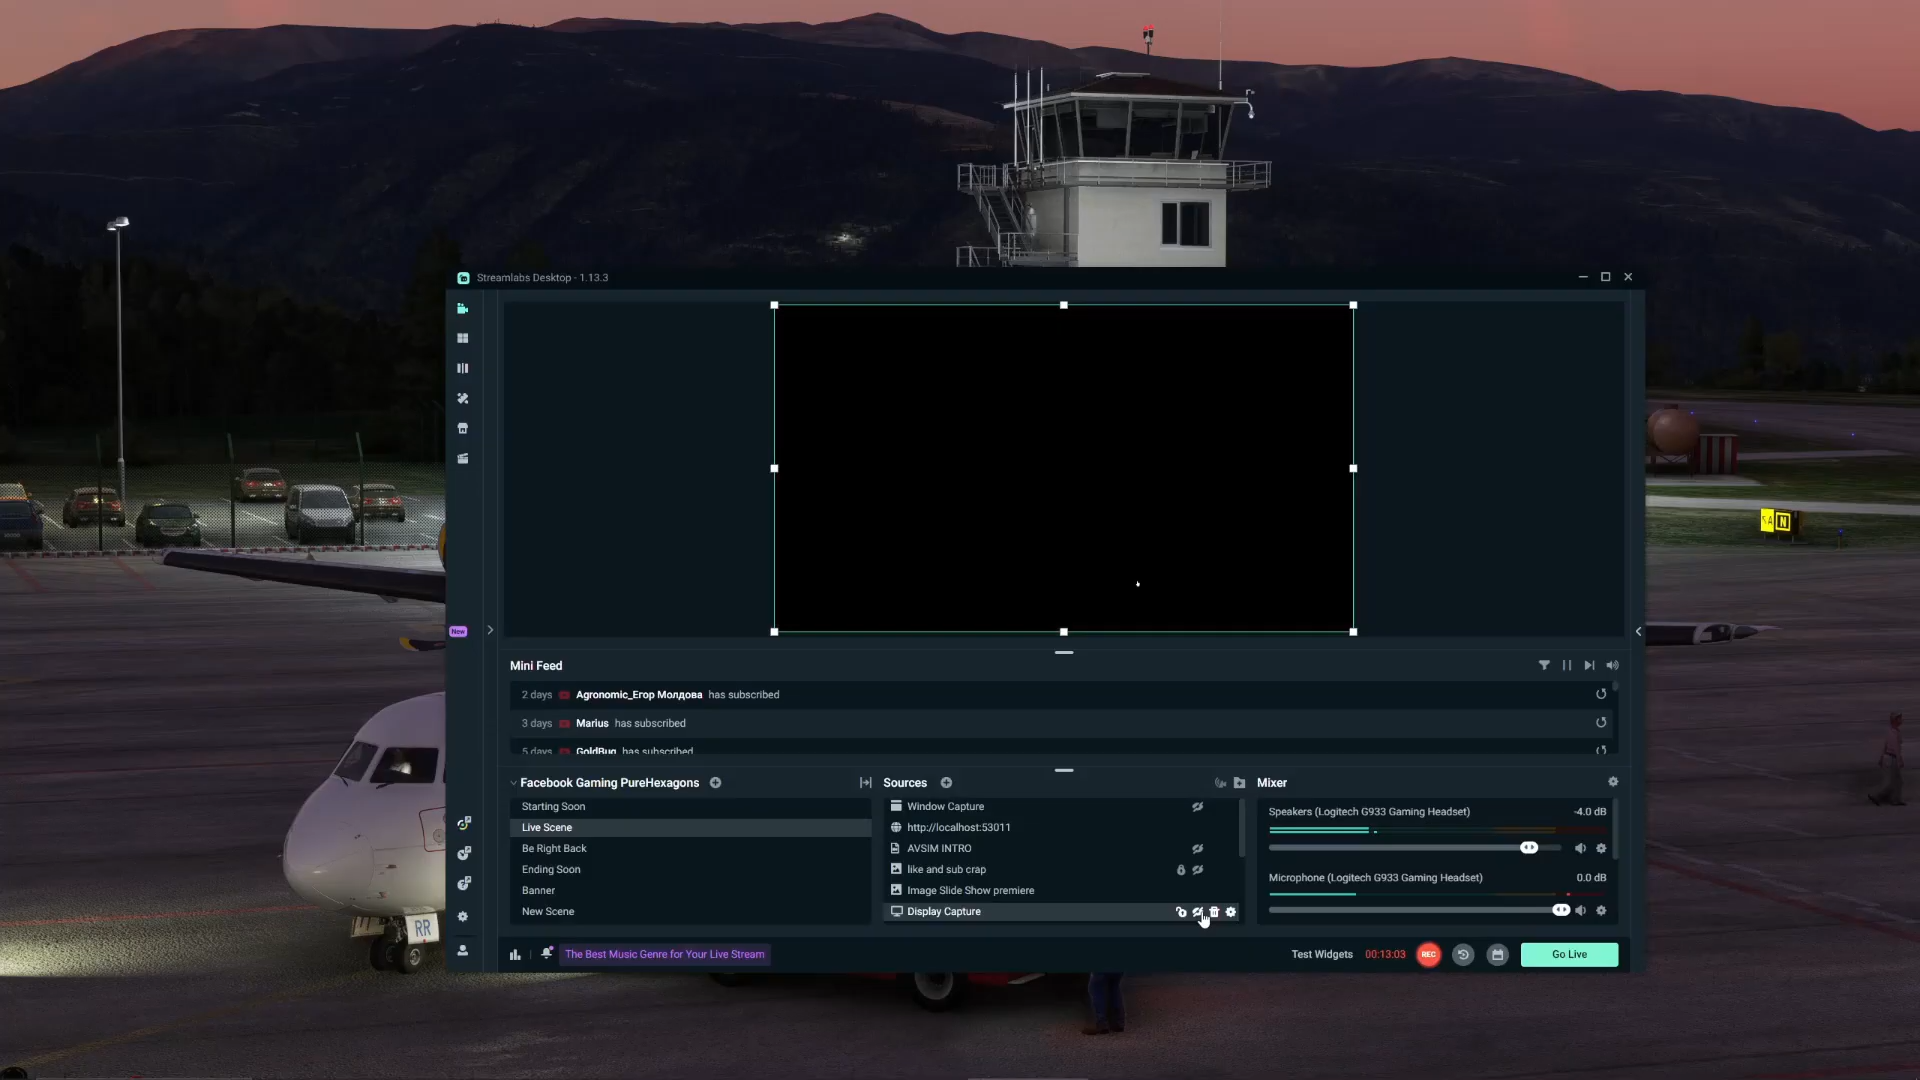 Streamlabs Desktop - 1.13.3
New
Mini Feed
2 days Agronomic_Егор Молдова has subscribed
3 days Marius has subscribed
5 days GoldBug has subscribed
Facebook Gaming PureHexagons
Starting Soon
Live Scene
Be Right Back
Ending Soon
Banner
New Scene
Sources
Window Capture
http://localhost:53011
AVSIM INTRO
like and sub crap
Image Slide Show premiere
Display Capture
Mixer
Speakers (Logitech G933 Gaming Headset) -4.0 dB
Microphone (Logitech G933 Gaming Headset) 0.0 dB
The Best Music Genre for Your Live Stream
Test Widgets 00:13:03 REC Go Live
A N
RR